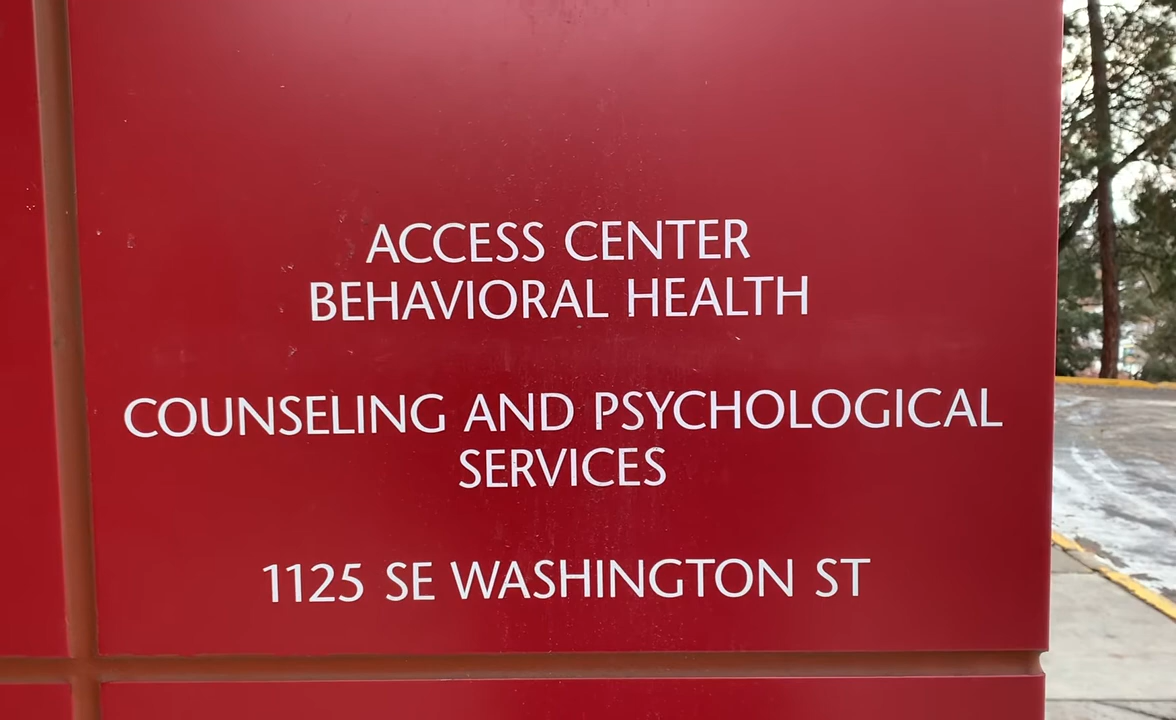 ACCESS CENTER
BEHAVIORAL HEALTH
COUNSELING AND PSYCHOLOGICAL
SERVICES
1125 SE WASHINGTON ST